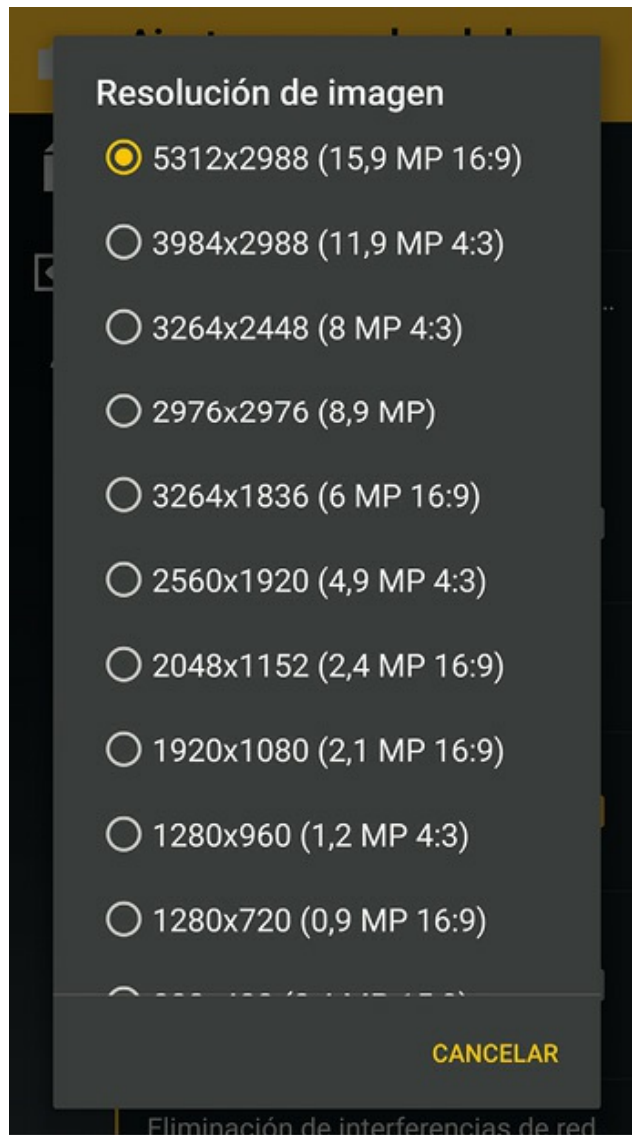 Resolución de imagen
5312x2988 (15,9 MP 16:9)
3984x2988 (11,9 MP 4:3)
3264x2448 (8 MP 4:3)
2976x2976 (8,9 MP)
3264x1836 (6 MP 16:9)
2560x1920 (4,9 MP 4:3)
2048x1152 (2,4 MP 16:9)
1920x1080 (2,1 MP 16:9)
1280x960 (1,2 MP 4:3)
1280x720 (0,9 MP 16:9)
CANCELAR
Eliminación de interferencias de red